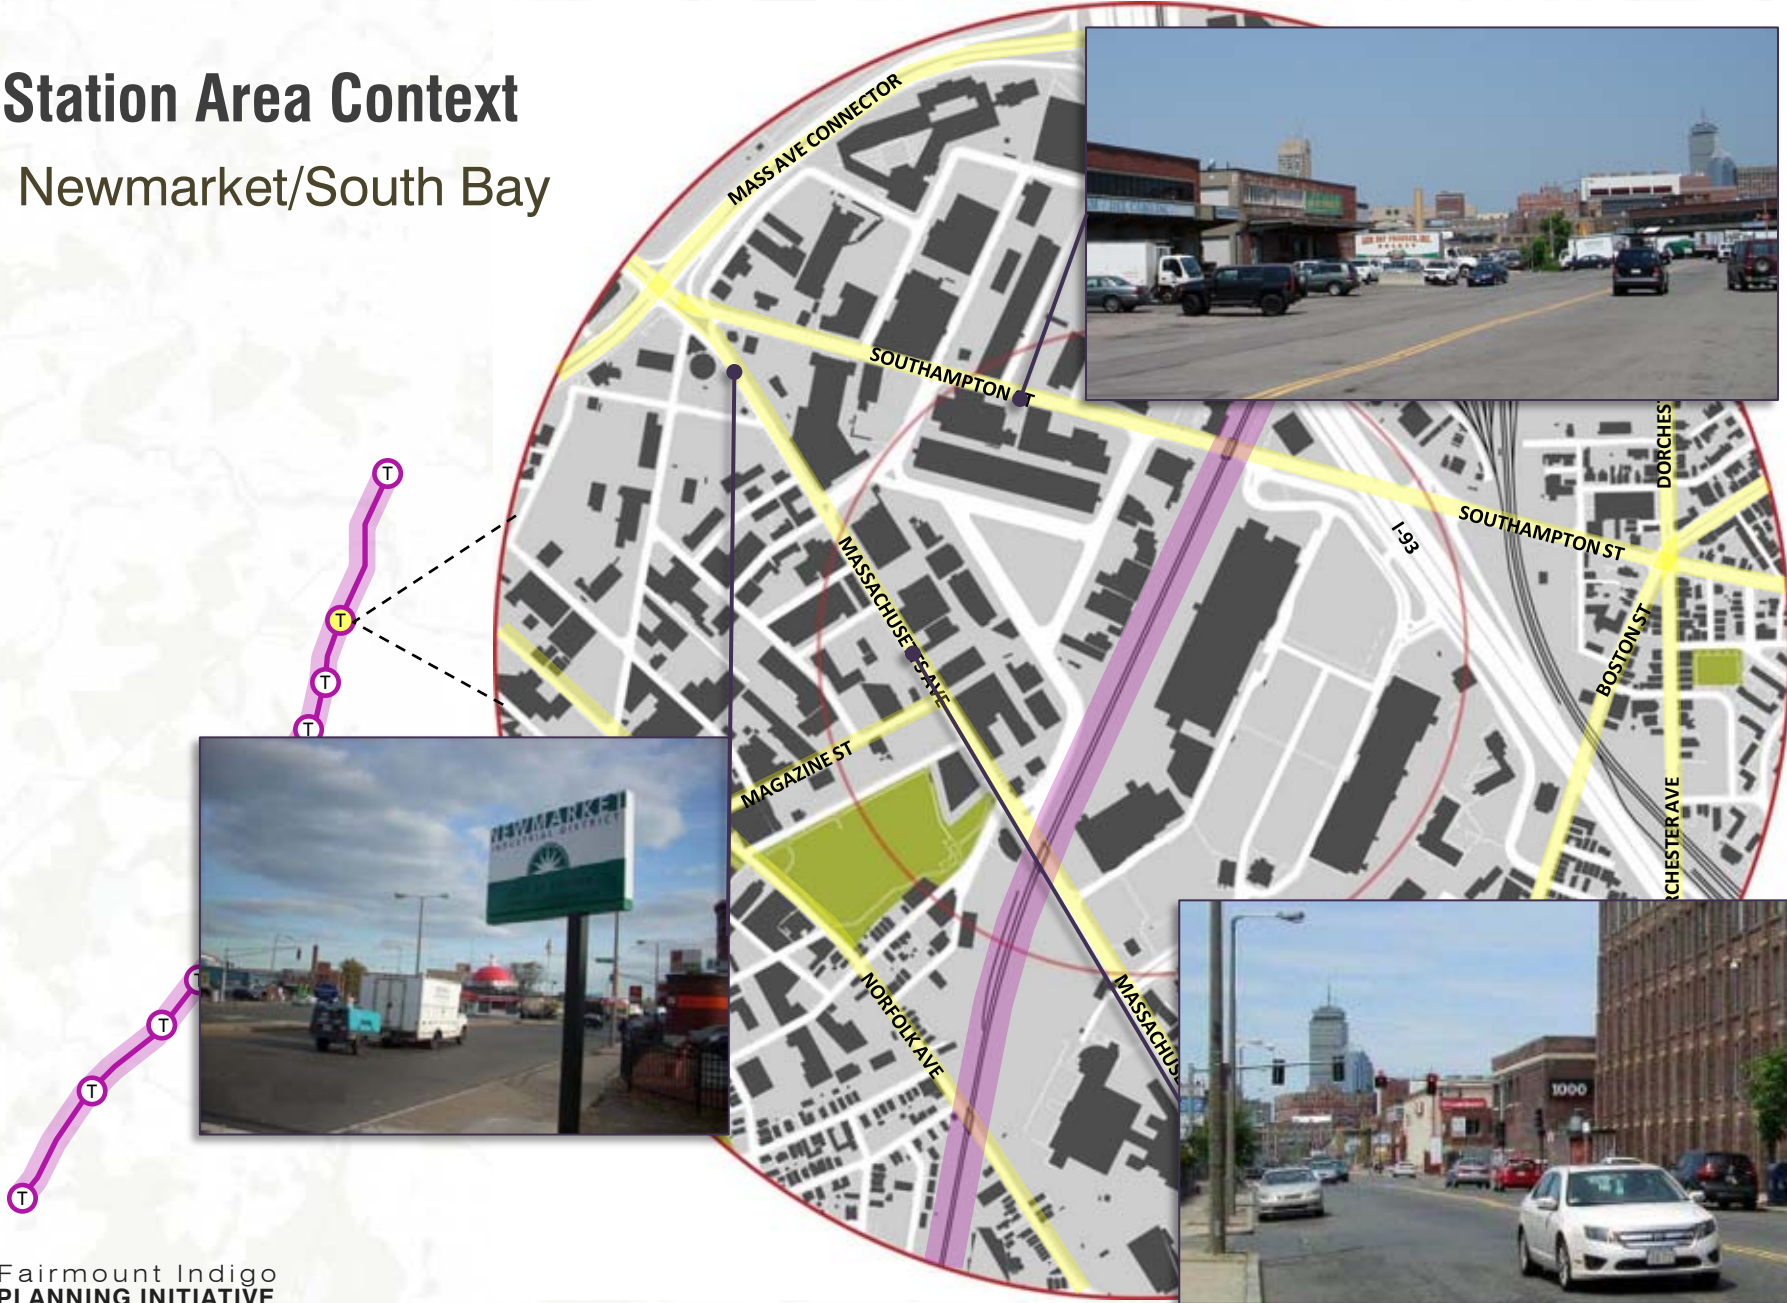 Station Area Context
Newmarket/South Bay
MASS AVE CONNECTOR
SOUTHAMPTON ST
DORCHES
SOUTHAMPTON ST
I-93
MASSACHUSETTS AVE
BOSTON ST
MAGAZINE ST
RCHESTER AVE
NORFOLK AVE
MASSACHUS
T
T
T
T
T
T
T
T
NEWMARKET
INDUSTRIAL DISTRICT
1000
Fairmount Indigo
PLANNING INITIATIVE